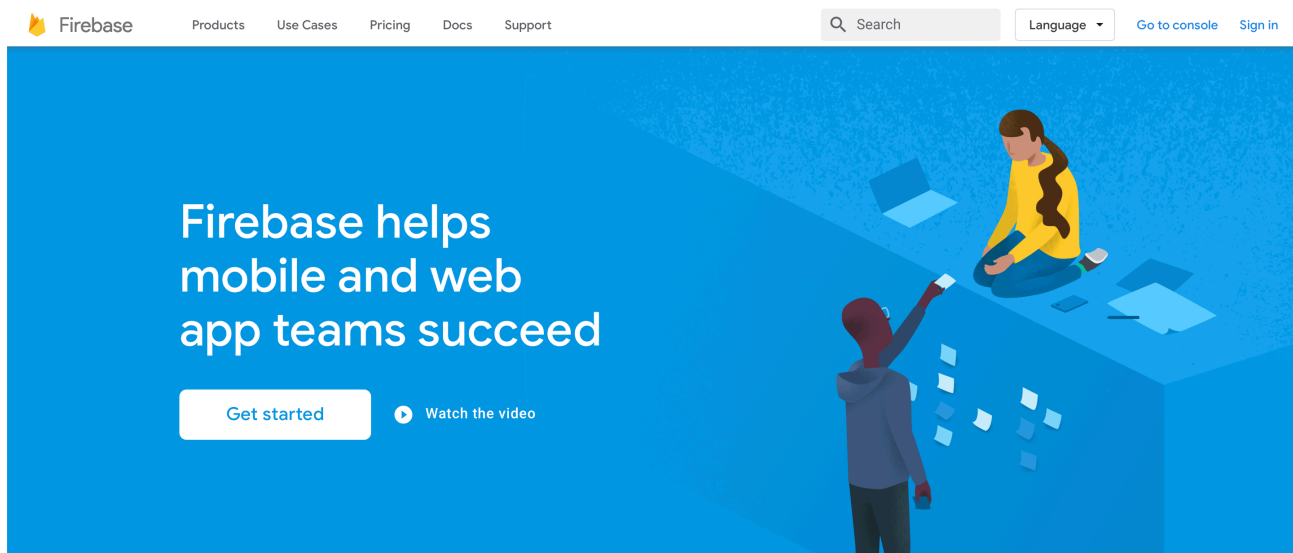 Firebase Products Use Cases Pricing Docs Support Search Language Go to console Sign in
Firebase helps
mobile and web
app teams succeed
Get started Watch the video